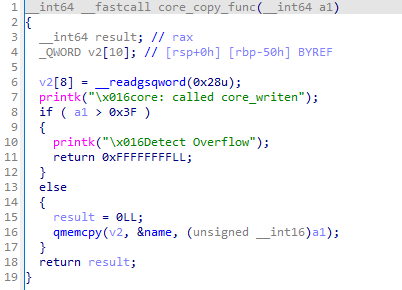 1 __int64 __fastcall core_copy_func(__int64 a1)
2 {
3 __int64 result; // rax
4 _QWORD v2[10]; // [rsp+0h] [rbp-50h] BYREF
5
6 v2[8] = __readgsqword(0x28u);
7 printk("\x016core: called core_writen");
8 if ( a1 > 0x3F )
9 {
10 printk("\x016Detect Overflow");
11 return 0xFFFFFFFFLL;
12 }
13 else
14 {
15 result = 0LL;
16 qmemcpy(v2, &name, (unsigned __int16)a1);
17 }
18 return result;
19 }